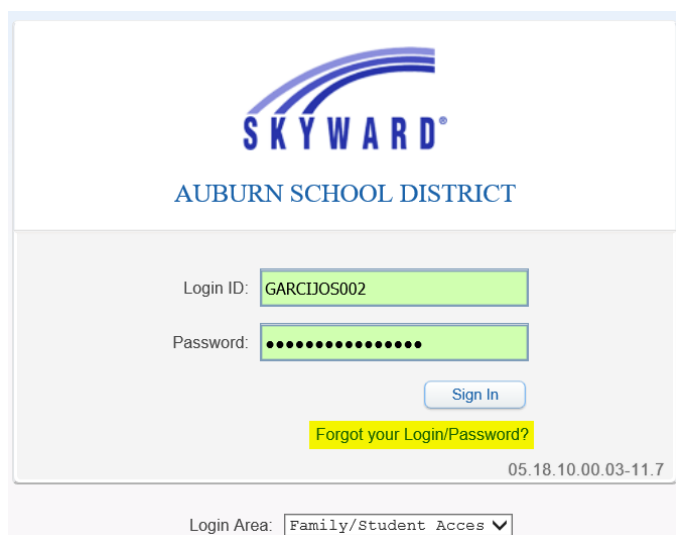 SKYWARD®
AUBURN SCHOOL DISTRICT
Login ID: GARCIJOS002
Password: ●●●●●●●●●●●●●●●●
Sign In
Forgot your Login/Password?
05.18.10.00.03-11.7
Login Area: Family/Student Acces